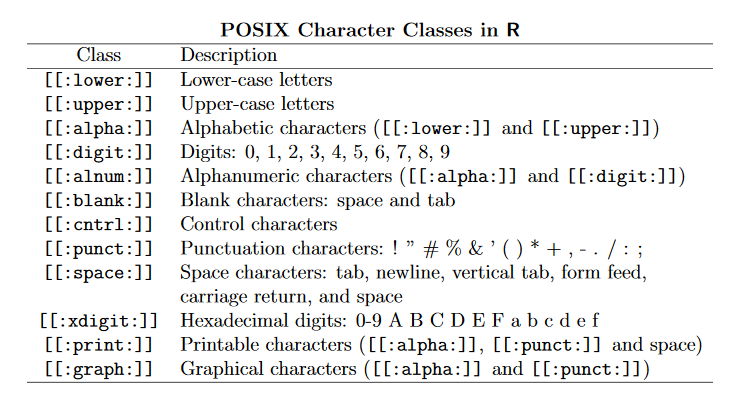 POSIX Character Classes in R
Class Description
[[:lower:]] Lower-case letters
[[:upper:]] Upper-case letters
[[:alpha:]] Alphabetic characters ([[:lower:]] and [[:upper:]])
[[:digit:]] Digits: 0, 1, 2, 3, 4, 5, 6, 7, 8, 9
[[:alnum:]] Alphanumeric characters ([[:alpha:]] and [[:digit:]])
[[:blank:]] Blank characters: space and tab
[[:cntrl:]] Control characters
[[:punct:]] Punctuation characters: ! ” # % & ’ ( ) * + , - . / : ;
[[:space:]] Space characters: tab, newline, vertical tab, form feed,
carriage return, and space
[[:xdigit:]] Hexadecimal digits: 0-9 A B C D E F a b c d e f
[[:print:]] Printable characters ([[:alpha:]], [[:punct:]] and space)
[[:graph:]] Graphical characters ([[:alpha:]] and [[:punct:]])